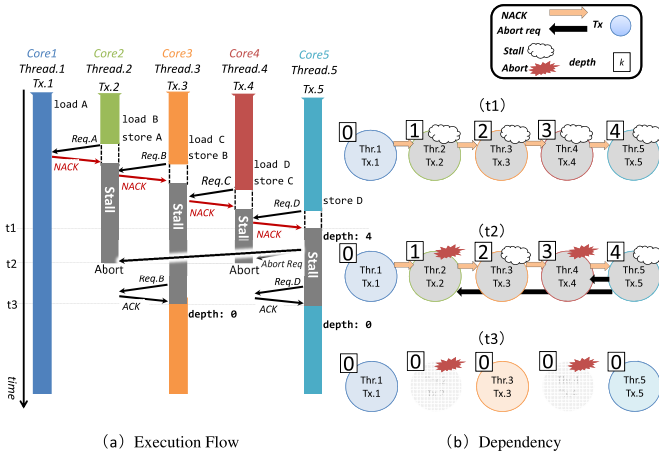 NACK
Abort req
Tx
Stall
Abort
depth
k
Core1
Thread.1
Tx.1
Core2
Thread.2
Tx.2
Core3
Thread.3
Tx.3
Core4
Thread.4
Tx.4
Core5
Thread.5
Tx.5
load A
load B
store A
load C
store B
load D
store C
store D
Req.A
NACK
Req.B
NACK
Req.C
NACK
Req.D
NACK
Stall
Stall
Stall
Stall
t1
depth: 4
t2
Abort
Abort
Abort Req
Req.B
Req.D
t3
ACK
ACK
depth: 0
depth: 0
time
(a) Execution Flow
(t1)
0
1
2
3
4
Thr.1
Tx.1
Thr.2
Tx.2
Thr.3
Tx.3
Thr.4
Tx.4
Thr.5
Tx.5
(t2)
0
1
2
3
4
Thr.1
Tx.1
Thr.2
Tx.2
Thr.3
Tx.3
Thr.4
Tx.4
Thr.5
Tx.5
(t3)
0
0
0
0
0
Thr.1
Tx.1
Thr.3
Tx.3
Thr.5
Tx.5
(b) Dependency